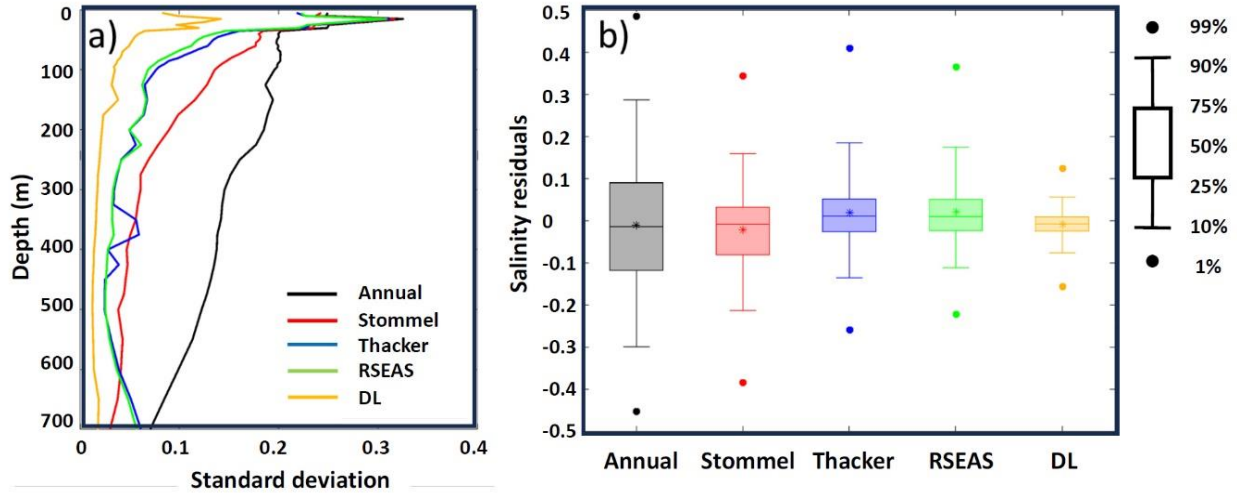 a)
0
100
200
300
400
500
600
700
Depth (m)
Annual
Stommel
Thacker
RSEAS
DL
0 0.1 0.2 0.3 0.4
Standard deviation
b)
0.5
0.4
0.3
0.2
0.1
0
-0.1
-0.2
-0.3
-0.4
-0.5
Salinity residuals
Annual Stommel Thacker RSEAS DL
99%
90%
75%
50%
25%
10%
1%